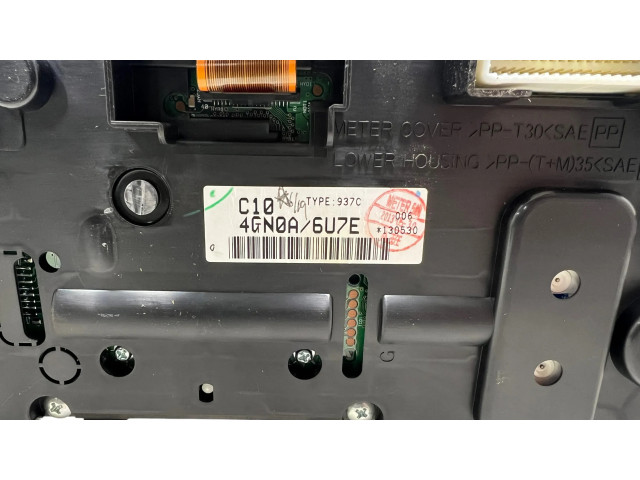 METER COVER >PP-T30<SAE PP
LOWER HOUSING >PP-(T+M)35<SAE
C10 TYPE:937C
4GN0A/6U7E 006
*130530
G
G